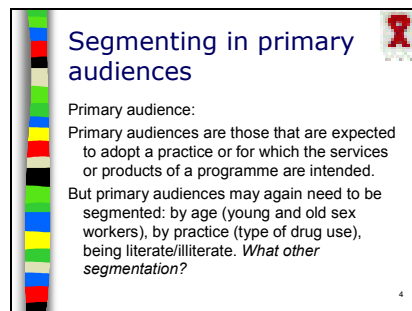 Segmenting in primary
audiences
Primary audience:
Primary audiences are those that are expected
to adopt a practice or for which the services
or products of a programme are intended.
But primary audiences may again need to be
segmented: by age (young and old sex
workers), by practice (type of drug use),
being literate/illiterate. What other
segmentation?
4